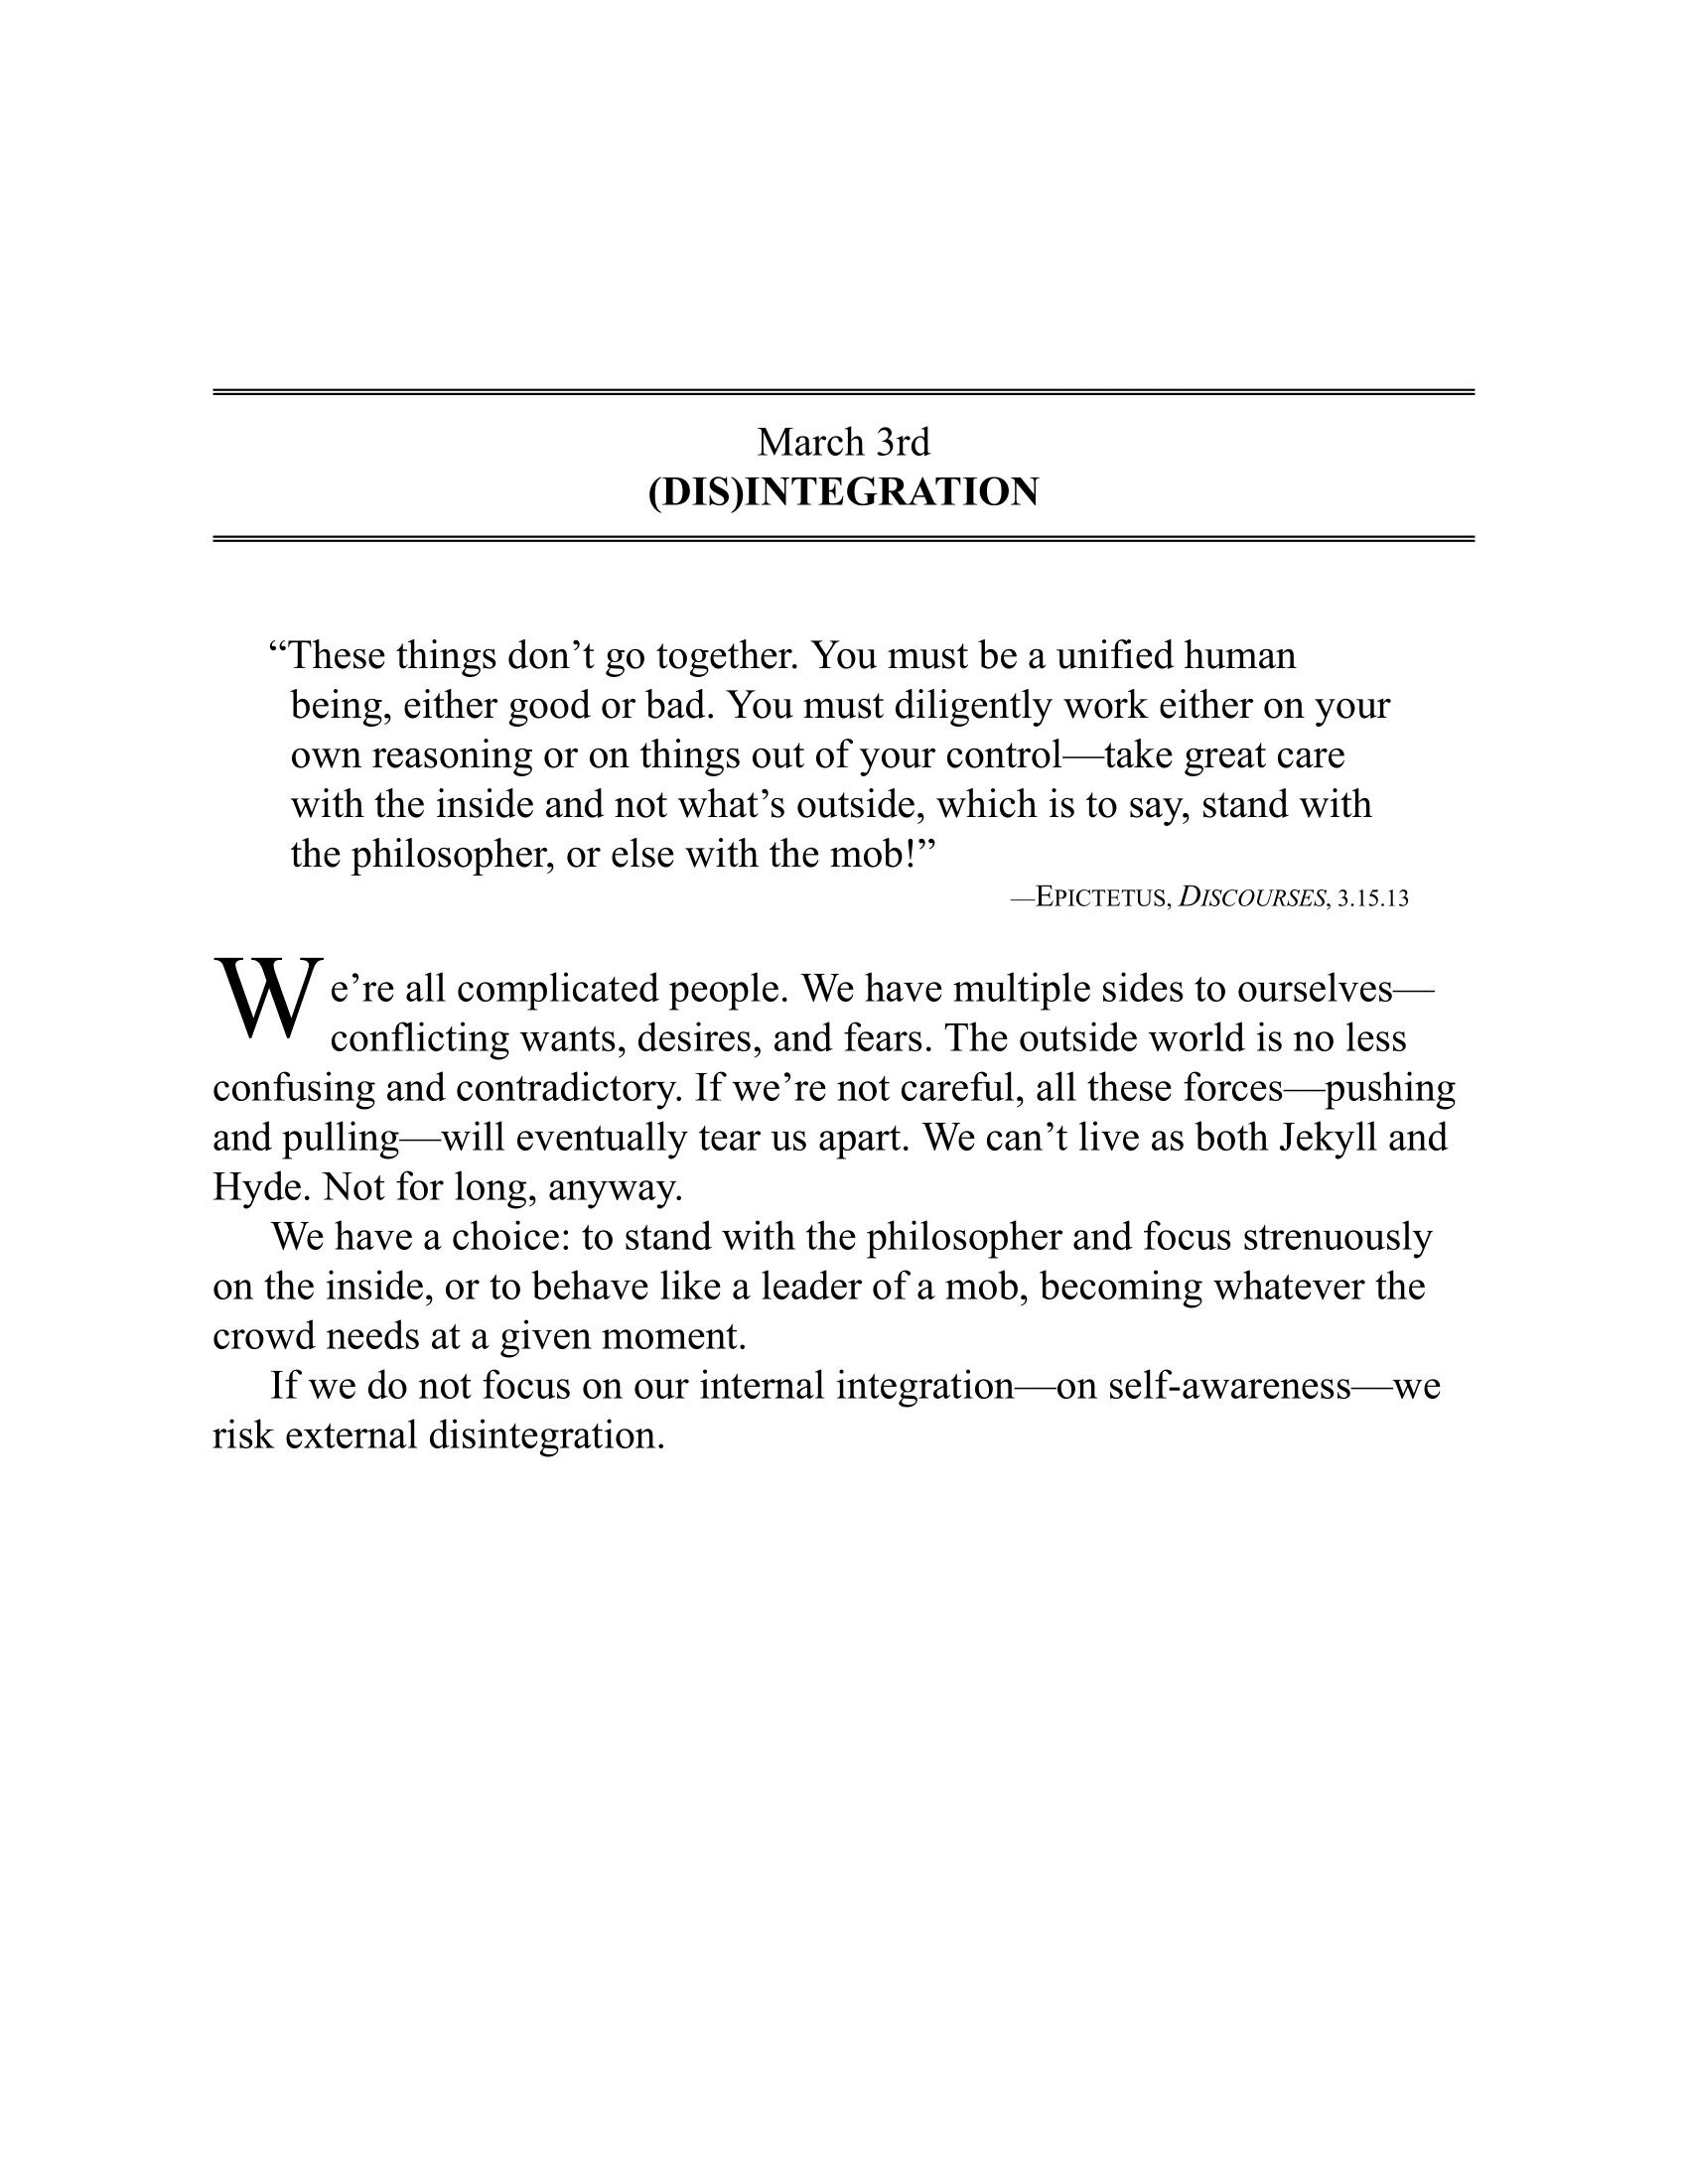 March 3rd
(DIS)INTEGRATION
“These things don’t go together. You must be a unified human
being, either good or bad. You must diligently work either on your
own reasoning or on things out of your control—take great care
with the inside and not what’s outside, which is to say, stand with
the philosopher, or else with the mob!”
—EPICTETUS, DISCOURSES, 3.15.13
We’re all complicated people. We have multiple sides to ourselves—
conflicting wants, desires, and fears. The outside world is no less
confusing and contradictory. If we’re not careful, all these forces—pushing
and pulling—will eventually tear us apart. We can’t live as both Jekyll and
Hyde. Not for long, anyway.
We have a choice: to stand with the philosopher and focus strenuously
on the inside, or to behave like a leader of a mob, becoming whatever the
crowd needs at a given moment.
If we do not focus on our internal integration—on self-awareness—we
risk external disintegration.